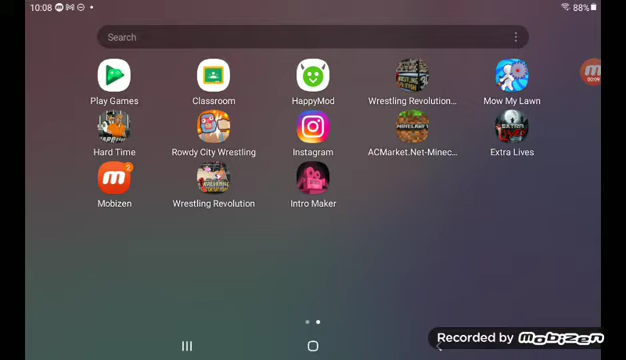 10:08
88%
Search
Play Games
Classroom
HappyMod
Wrestling Revolution...
Mow My Lawn
Hard Time
Rowdy City Wrestling
Instagram
ACMarket.Net-Minec...
Extra Lives
Mobizen
Wrestling Revolution
Intro Maker
2
Recorded by Mobizen